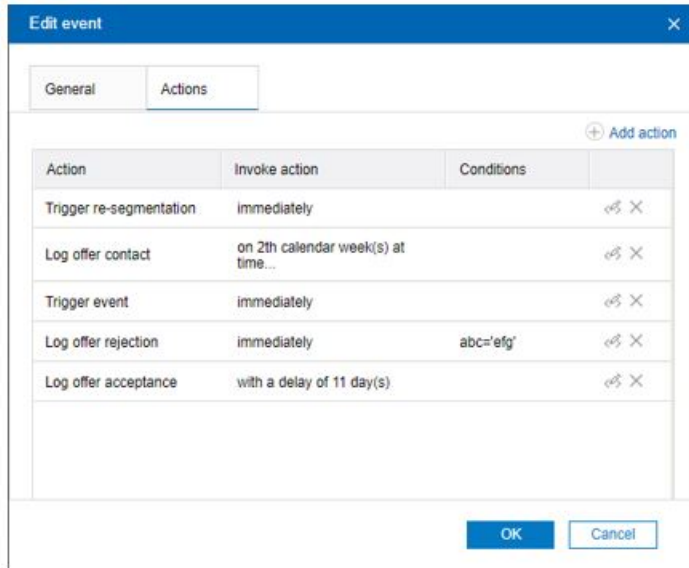 Edit event
General Actions
Add action
Action Invoke action Conditions
Trigger re-segmentation immediately
Log offer contact on 2th calendar week(s) at
time...
Trigger event immediately
Log offer rejection immediately abc='efg'
Log offer acceptance with a delay of 11 day(s)
OK Cancel